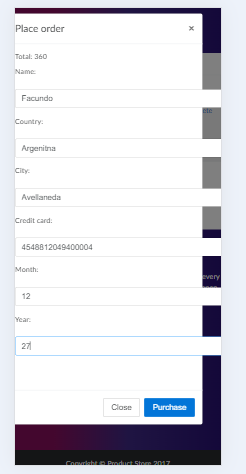 Place order ×
Total: 360
Name:
Facundo
Country:
Argenitna
City:
Avellaneda
Credit card:
4548812049400004
Month:
12
every
Year:
27
Close Purchase
Copyright © Product Store 2017